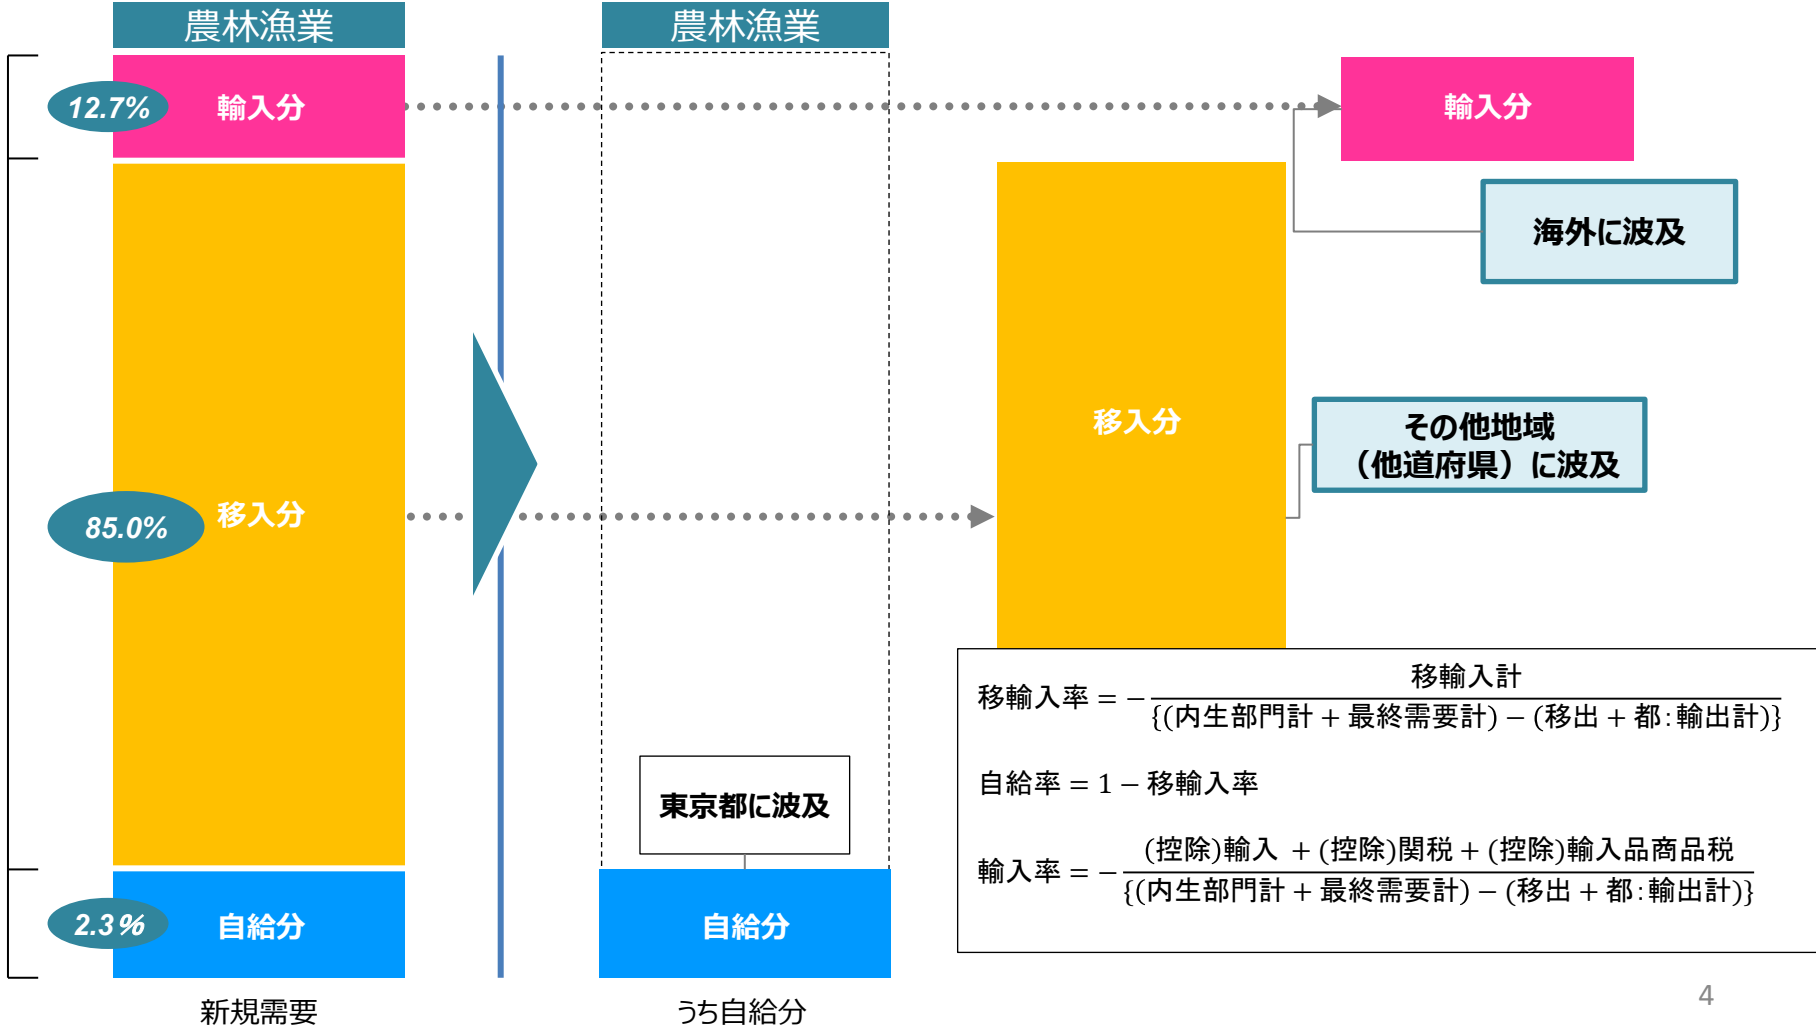 農林漁業
農林漁業
12.7%
輸入分
輸入分
海外に波及
移入分
その他地域
（他道府県）に波及
85.0%
移入分
移輸入率 = − 移輸入計 / {(内生部門計 + 最終需要計) − (移出 + 都:輸出計)}
自給率 = 1 − 移輸入率
輸入率 = − (控除)輸入 + (控除)関税 + (控除)輸入品商品税 / {(内生部門計 + 最終需要計) − (移出 + 都:輸出計)}
東京都に波及
2.3%
自給分
自給分
新規需要
うち自給分
4